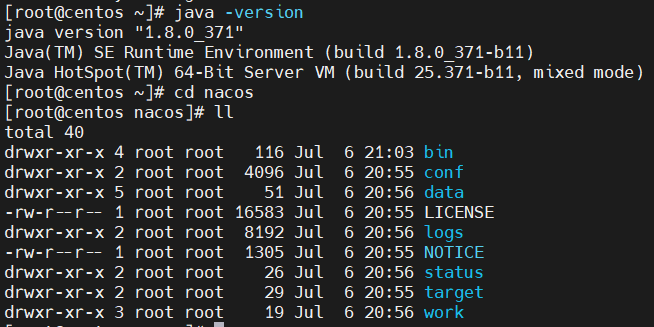 [root@centos ~]# java -version
java version "1.8.0_371"
Java(TM) SE Runtime Environment (build 1.8.0_371-b11)
Java HotSpot(TM) 64-Bit Server VM (build 25.371-b11, mixed mode)
[root@centos ~]# cd nacos
[root@centos nacos]# ll
total 40
drwxr-xr-x 4 root root   116 Jul  6 21:03 bin
drwxr-xr-x 2 root root  4096 Jul  6 20:55 conf
drwxr-xr-x 5 root root    51 Jul  6 20:56 data
-rw-r--r-- 1 root root 16583 Jul  6 20:55 LICENSE
drwxr-xr-x 2 root root  8192 Jul  6 20:56 logs
-rw-r--r-- 1 root root  1305 Jul  6 20:55 NOTICE
drwxr-xr-x 2 root root    26 Jul  6 20:56 status
drwxr-xr-x 2 root root    29 Jul  6 20:55 target
drwxr-xr-x 3 root root    19 Jul  6 20:56 work